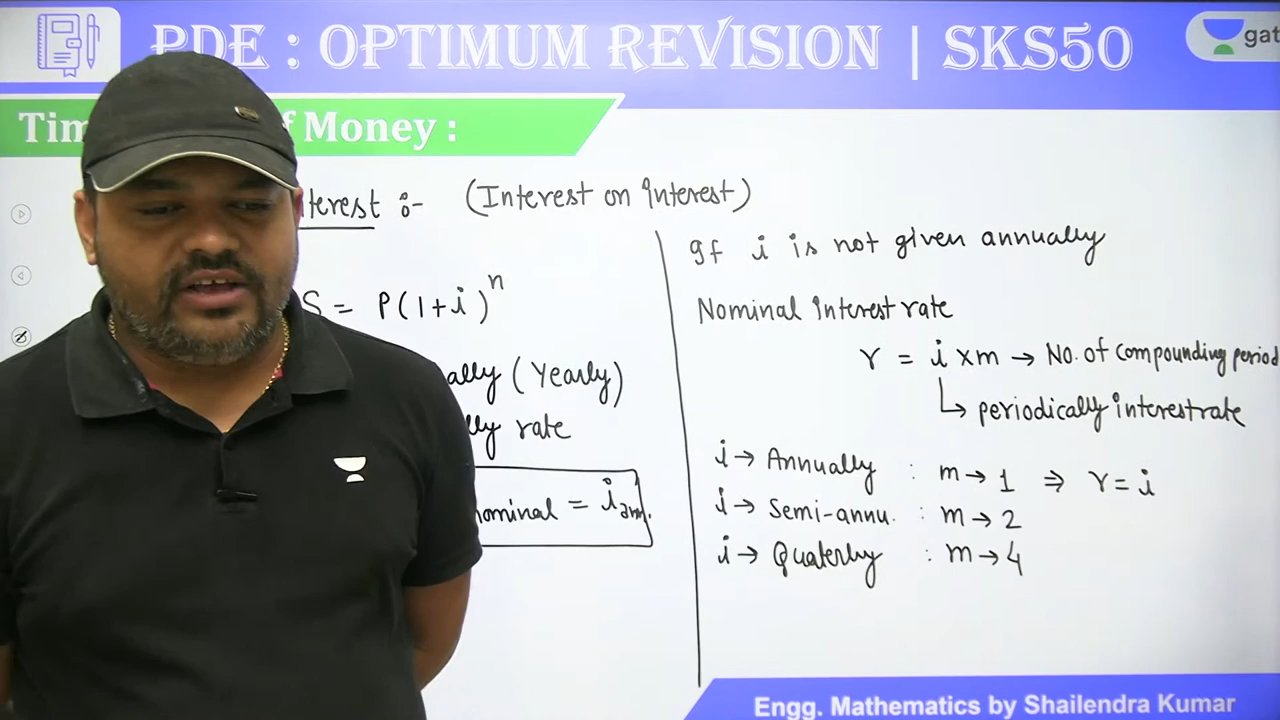 PDE : OPTIMUM REVISION | SKS50
gat
Tim f Money :
terest :- (Interest on interest)
S = P(1+i)^n
ally (Yearly)
lly rate
nominal = i
If i is not given annually
Nominal interest rate
r = i x m → No. of compounding period
↳ periodically interest rate
i → Annually : m → 1 ⇒ r = i
i → Semi-annu. : m → 2
i → Quaterly : m → 4
Engg. Mathematics by Shailendra Kumar